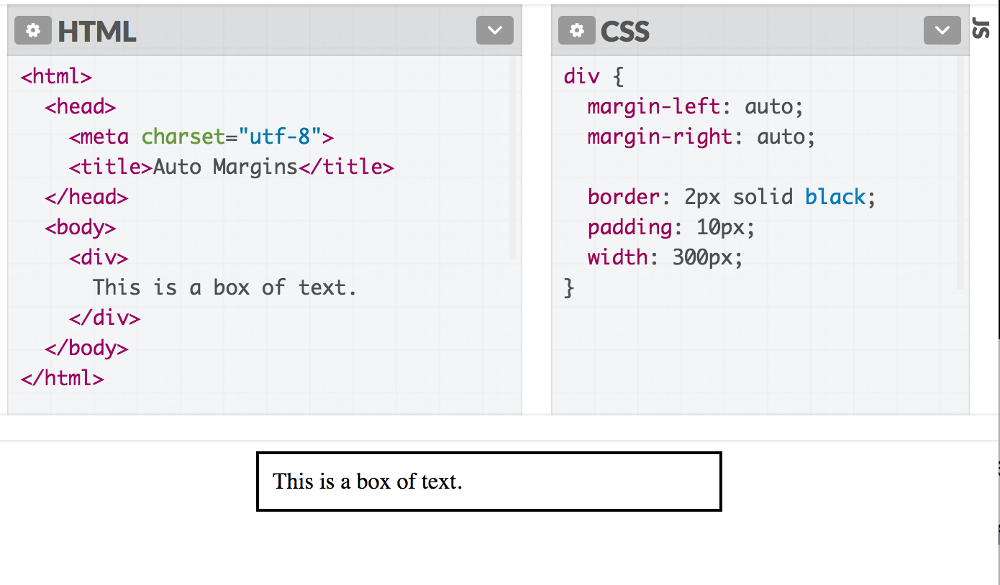 HTML
<html>
  <head>
    <meta charset="utf-8">
    <title>Auto Margins</title>
  </head>
  <body>
    <div>
      This is a box of text.
    </div>
  </body>
</html>
CSS
div {
  margin-left: auto;
  margin-right: auto;

  border: 2px solid black;
  padding: 10px;
  width: 300px;
}
JS
This is a box of text.